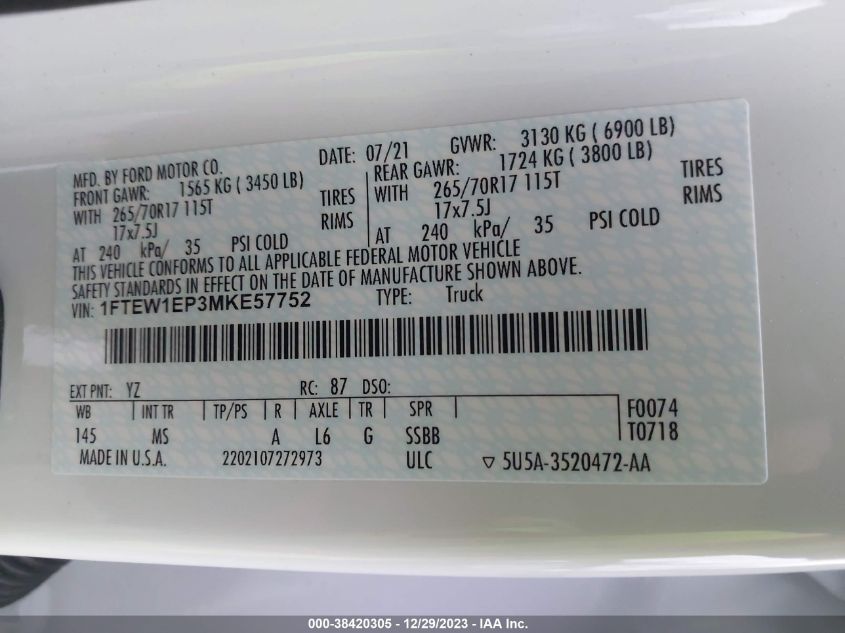 MFD. BY FORD MOTOR CO. DATE: 07/21 GVWR: 3130 KG ( 6900 LB)
FRONT GAWR: 1565 KG ( 3450 LB) REAR GAWR: 1724 KG ( 3800 LB)
WITH 265/70R17 115T TIRES WITH 265/70R17 115T TIRES
17x7.5J RIMS 17x7.5J RIMS
AT 240 kPa/ 35 PSI COLD AT 240 kPa/ 35 PSI COLD
THIS VEHICLE CONFORMS TO ALL APPLICABLE FEDERAL MOTOR VEHICLE
SAFETY STANDARDS IN EFFECT ON THE DATE OF MANUFACTURE SHOWN ABOVE.
VIN: 1FTEW1EP3MKE57752 TYPE: Truck
EXT PNT: YZ RC: 87 DSO:
WB INT TR TP/PS R AXLE TR SPR F0074
145 MS A L6 G SSBB T0718
MADE IN U.S.A. 2202107272973 ULC ▽ 5U5A-3520472-AA
000-38420305 - 12/29/2023 - IAA Inc.